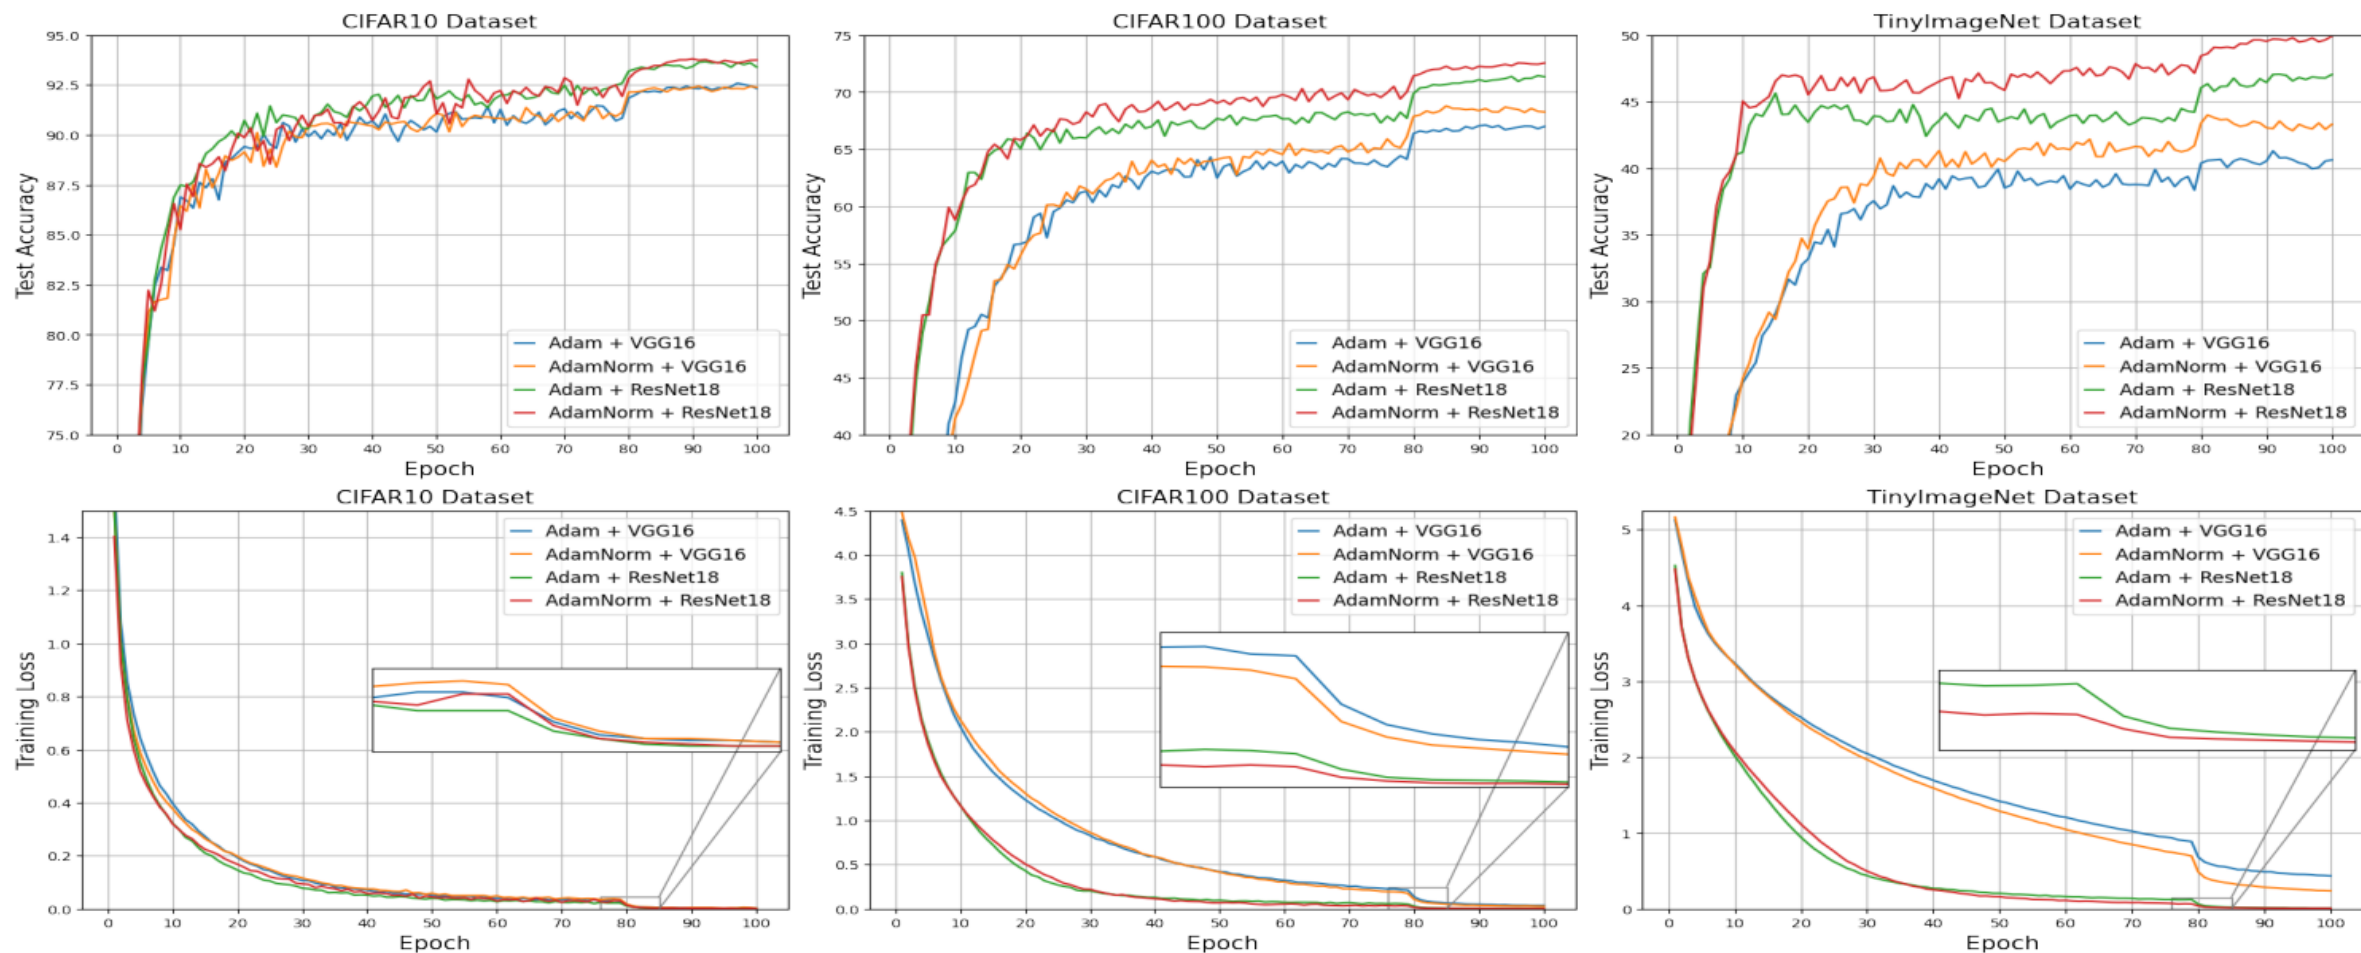 CIFAR10 Dataset
95.0
92.5
90.0
87.5
85.0
82.5
80.0
77.5
75.0
Test Accuracy
0 10 20 30 40 50 60 70 80 90 100
Epoch
Adam + VGG16
AdamNorm + VGG16
Adam + ResNet18
AdamNorm + ResNet18
CIFAR100 Dataset
75
70
65
60
55
50
45
40
Test Accuracy
0 10 20 30 40 50 60 70 80 90 100
Epoch
Adam + VGG16
AdamNorm + VGG16
Adam + ResNet18
AdamNorm + ResNet18
TinyImageNet Dataset
50
45
40
35
30
25
20
Test Accuracy
0 10 20 30 40 50 60 70 80 90 100
Epoch
Adam + VGG16
AdamNorm + VGG16
Adam + ResNet18
AdamNorm + ResNet18
CIFAR10 Dataset
1.4
1.2
1.0
0.8
0.6
0.4
0.2
0.0
Training Loss
0 10 20 30 40 50 60 70 80 90 100
Epoch
Adam + VGG16
AdamNorm + VGG16
Adam + ResNet18
AdamNorm + ResNet18
CIFAR100 Dataset
4.5
4.0
3.5
3.0
2.5
2.0
1.5
1.0
0.5
0.0
Training Loss
0 10 20 30 40 50 60 70 80 90 100
Epoch
Adam + VGG16
AdamNorm + VGG16
Adam + ResNet18
AdamNorm + ResNet18
TinyImageNet Dataset
5
4
3
2
1
0
Training Loss
0 10 20 30 40 50 60 70 80 90 100
Epoch
Adam + VGG16
AdamNorm + VGG16
Adam + ResNet18
AdamNorm + ResNet18